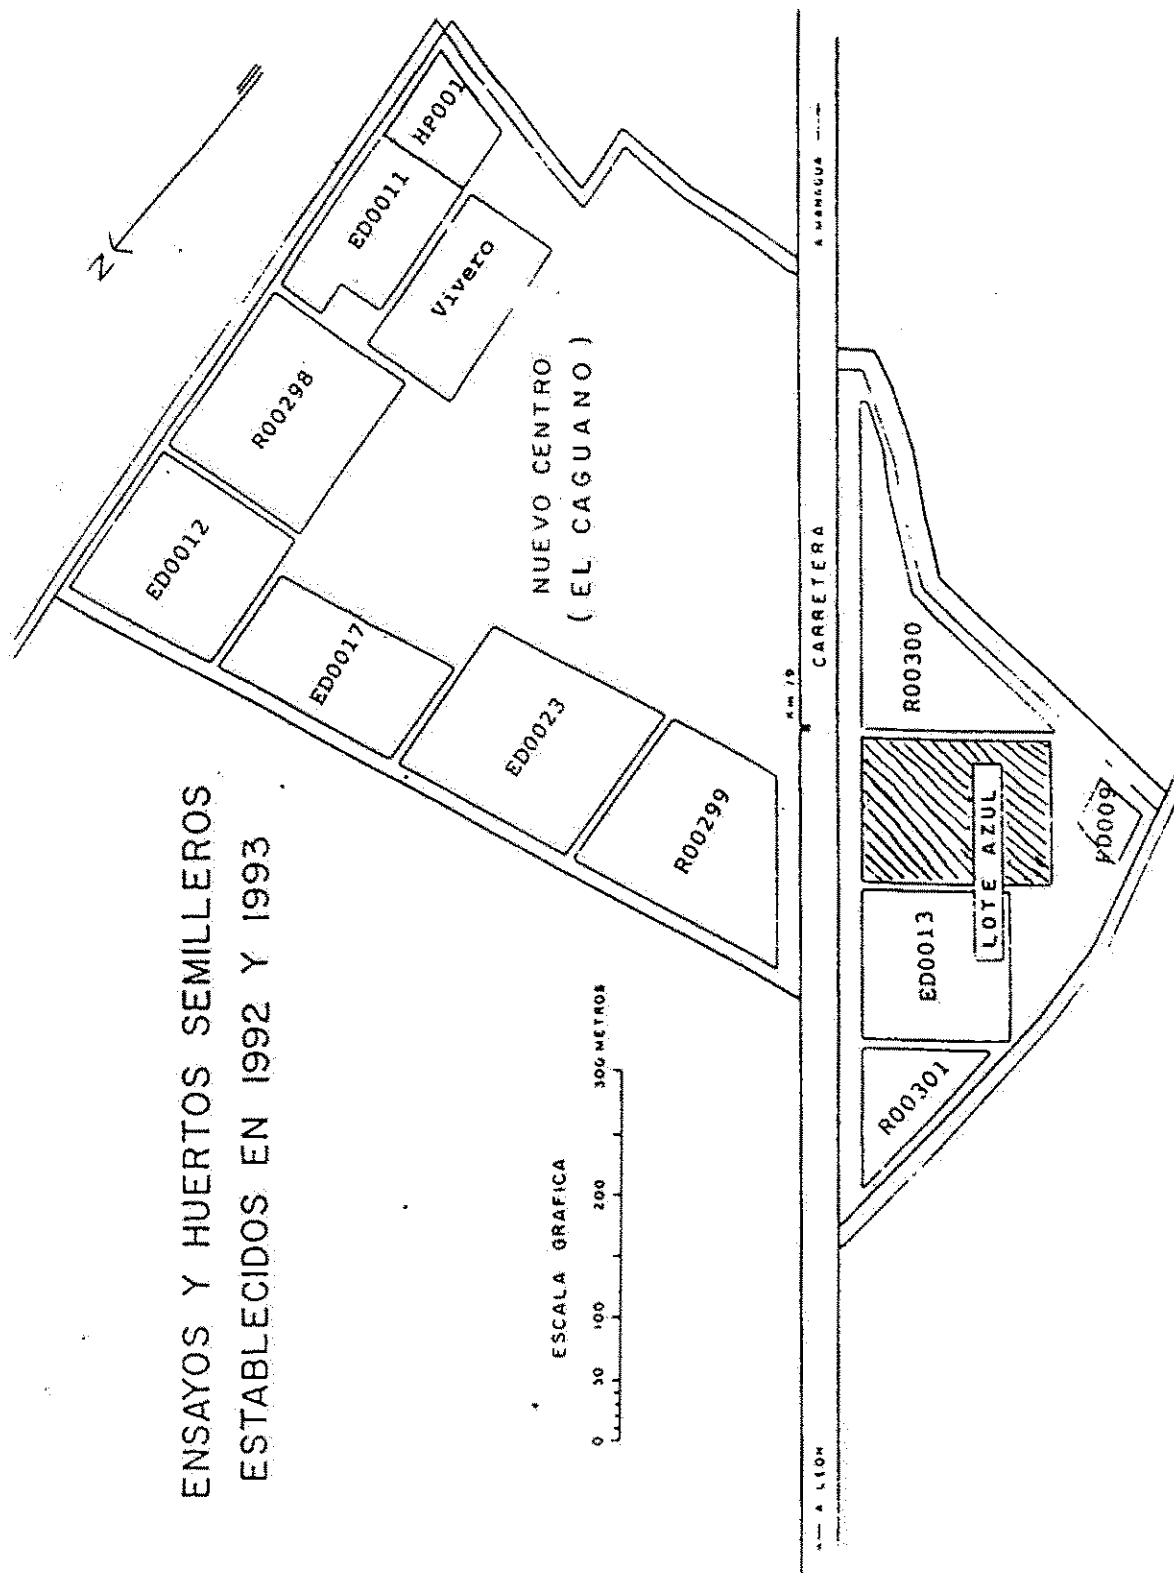 ENSAYOS Y HUERTOS SEMILLEROS
ESTABLECIDOS EN 1992 Y 1993
N
HP001
ED0011
Vivero
R00298
ED0012
ED0017
ED0023
R00299
NUEVO CENTRO
( EL CAGUANO )
ESCALA GRAFICA
0 50 100 200 300 METROS
A LEON
KM 19
CARRETERA
A MANAGUA
R00300
LOTE AZUL
ED0013
R00301